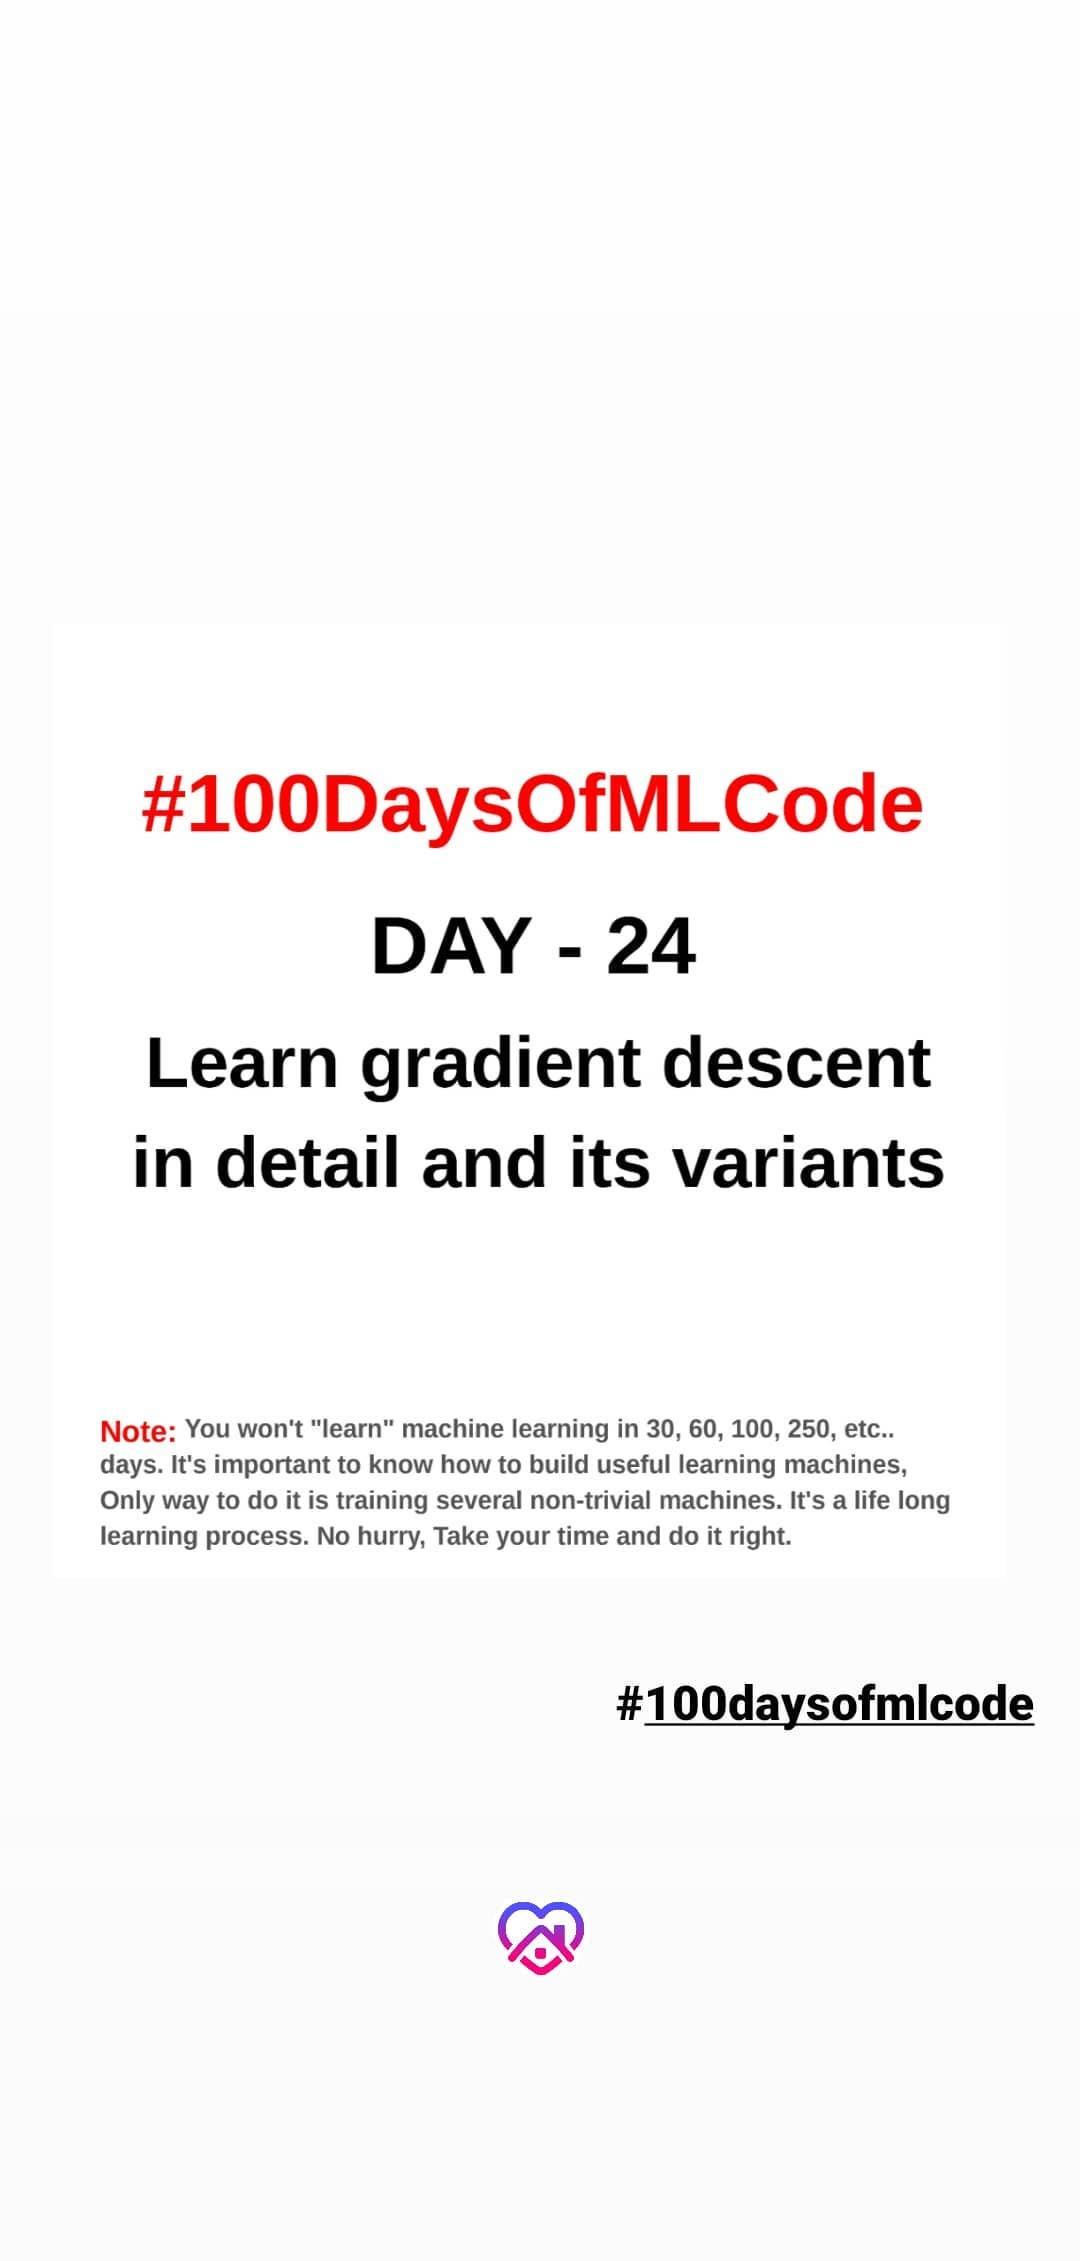 #100DaysOfMLCode
DAY - 24
Learn gradient descent
in detail and its variants
Note: You won't "learn" machine learning in 30, 60, 100, 250, etc..
days. It's important to know how to build useful learning machines,
Only way to do it is training several non-trivial machines. It's a life long
learning process. No hurry, Take your time and do it right.
#100daysofmlcode